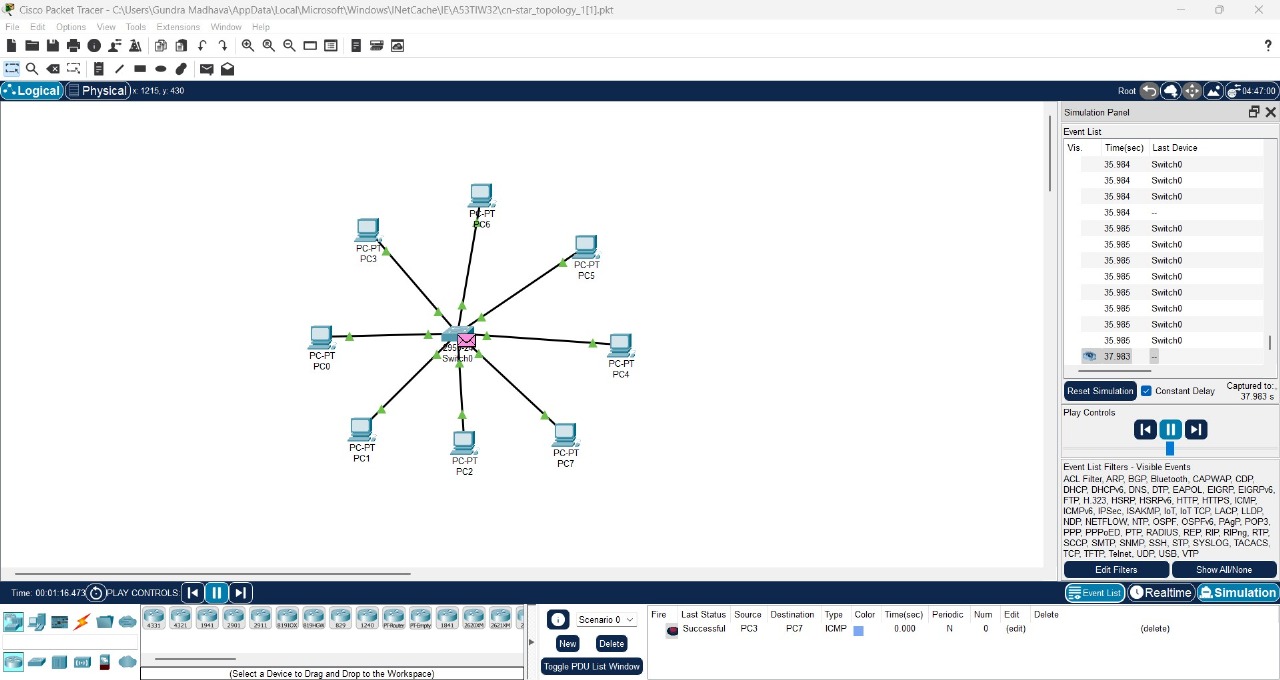 Cisco Packet Tracer - C:\Users\Gundra Madhava\AppData\Local\Microsoft\Windows\INetCache\IE\A53TIW32\cn-star_topology_1[1].pkt
File Edit Options View Tools Extensions Window Help
?
Logical Physical x: 1215, y: 430 Root 04:47:00
Simulation Panel
Event List
Vis. Time(sec) Last Device
35.984 Switch0
35.984 Switch0
35.984 Switch0
35.984 --
35.985 Switch0
35.985 Switch0
35.985 Switch0
35.985 Switch0
35.985 Switch0
35.985 Switch0
35.985 Switch0
35.985 Switch0
37.983 --
Reset Simulation Constant Delay Captured to:
37.983 s
Play Controls
Event List Filters - Visible Events
ACL Filter, ARP, BGP, Bluetooth, CAPWAP, CDP,
DHCP, DHCPv6, DNS, DTP, EAPOL, EIGRP, EIGRPv6,
FTP, H.323, HSRP, HSRPv6, HTTP, HTTPS, ICMP,
ICMPv6, IPSec, ISAKMP, IoT, IoT TCP, LACP, LLDP,
NDP, NETFLOW, NTP, OSPF, OSPFv6, PAgP, POP3,
PPP, PPPoED, PTP, RADIUS, REP, RIP, RIPng, RTP,
SCCP, SMTP, SNMP, SSH, STP, SYSLOG, TACACS,
TCP, TFTP, Telnet, UDP, USB, VTP
Edit Filters Show All/None
PC-PT
PC6
PC-PT
PC3
PC-PT
PC5
PC-PT
PC0
Switch0
PC-PT
PC4
PC-PT
PC1
PC-PT
PC2
PC-PT
PC7
Time: 00:01:16.473 PLAY CONTROLS: Event List Realtime Simulation
4331 4321 1941 2901 2911 819IOX 819HGW 829 1240 PT-Router PT-Empty 1841 2620XM 2621XM 2
(Select a Device to Drag and Drop to the Workspace)
Scenario 0
New Delete
Toggle PDU List Window
Fire Last Status Source Destination Type Color Time(sec) Periodic Num Edit Delete
Successful PC3 PC7 ICMP 0.000 N 0 (edit) (delete)